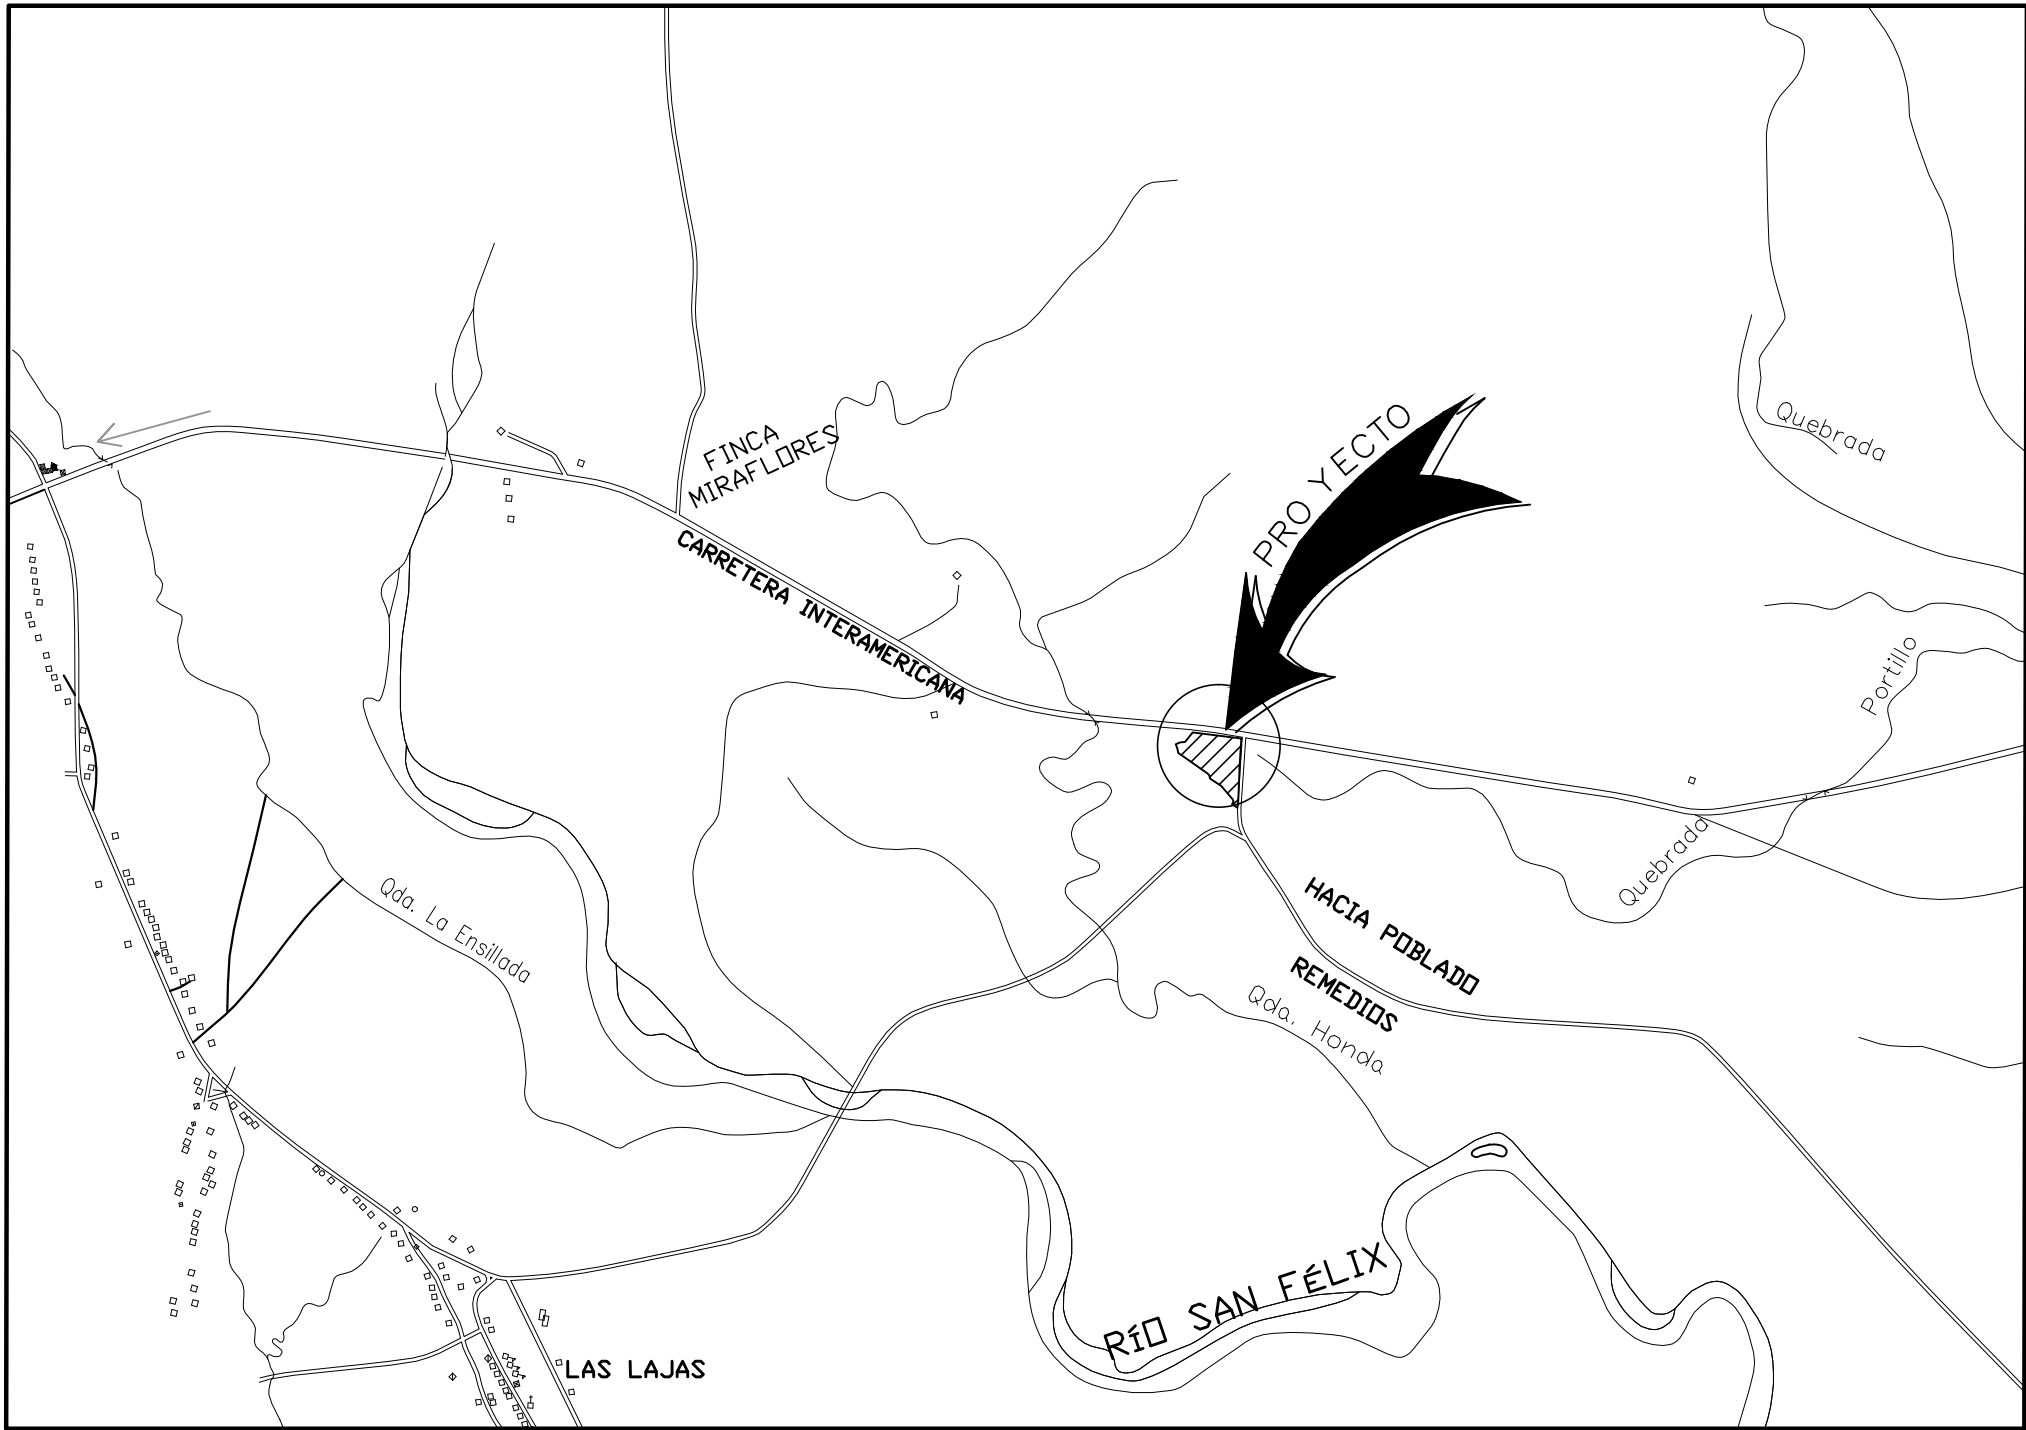 Quebrada
PROYECTO
FINCA
MIRAFLORES
CARRETERA INTERAMERICANA
Portillo
Quebrada
HACIA POBLADO
REMEDIOS
Qda. La Ensillada
Qda. Honda
RÍO SAN FÉLIX
LAS LAJAS